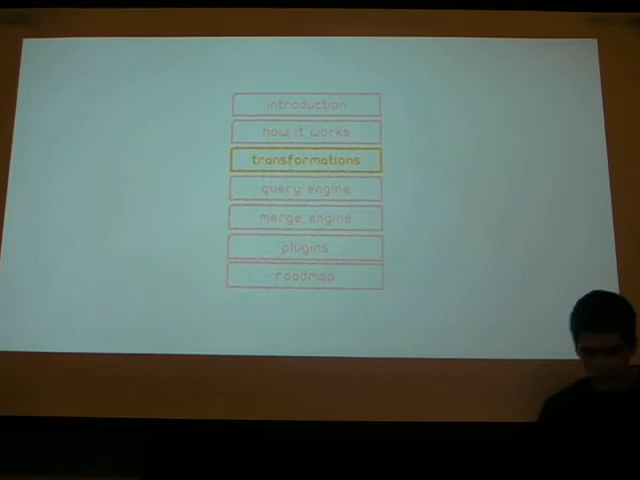 introduction
how it works
transformations
query engine
merge engine
plugins
roadmap